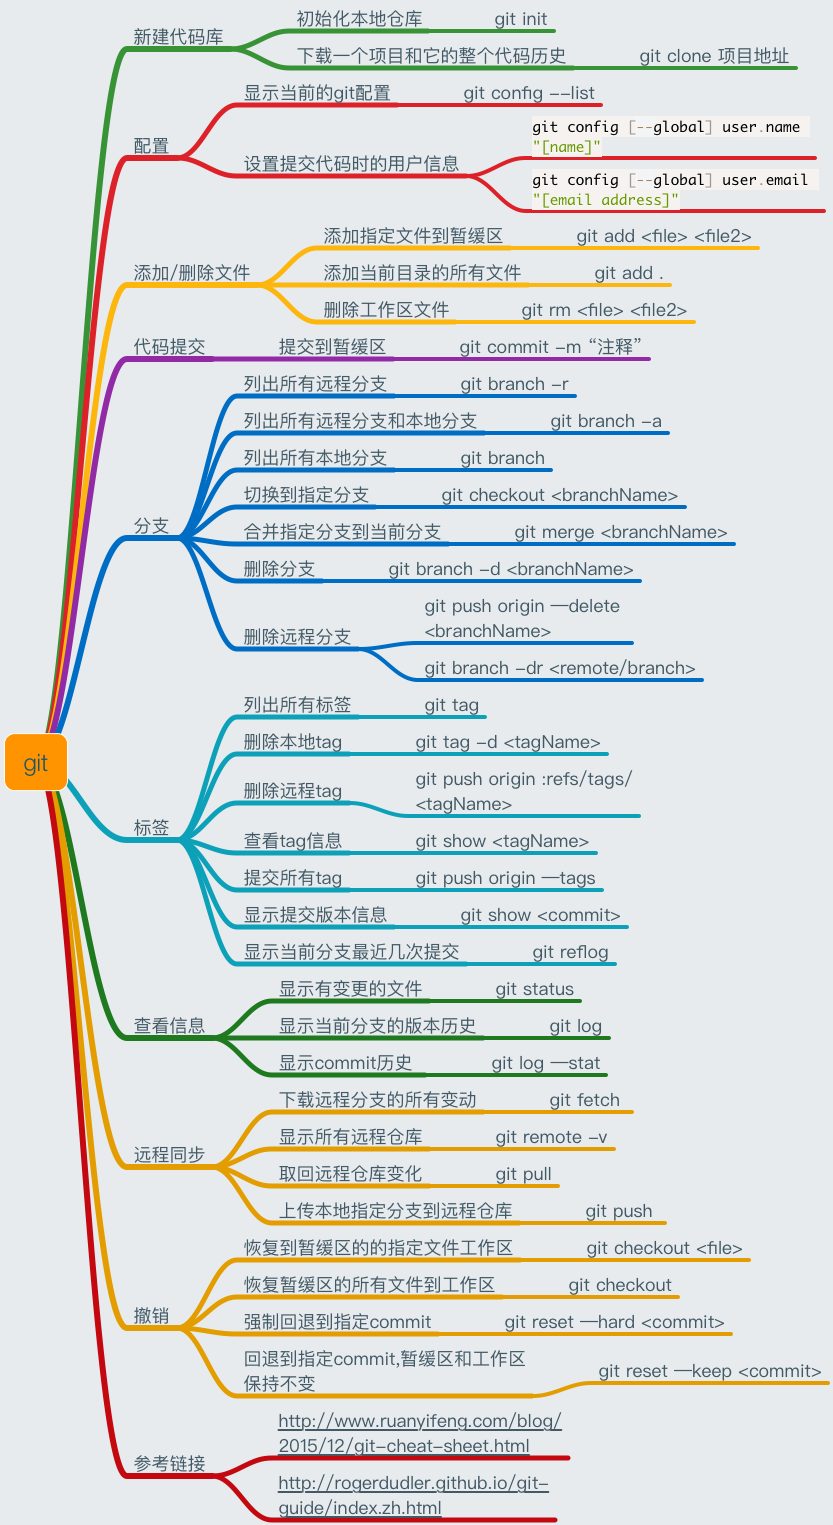 git
新建代码库
初始化本地仓库
git init
下载一个项目和它的整个代码历史
git clone 项目地址
配置
显示当前的git配置
git config --list
设置提交代码时的用户信息
git config [--global] user.name
"[name]"
git config [--global] user.email
"[email address]"
添加/删除文件
添加指定文件到暂缓区
git add <file> <file2>
添加当前目录的所有文件
git add .
删除工作区文件
git rm <file> <file2>
代码提交
提交到暂缓区
git commit -m “注释”
分支
列出所有远程分支
git branch -r
列出所有远程分支和本地分支
git branch -a
列出所有本地分支
git branch
切换到指定分支
git checkout <branchName>
合并指定分支到当前分支
git merge <branchName>
删除分支
git branch -d <branchName>
删除远程分支
git push origin —delete
<branchName>
git branch -dr <remote/branch>
标签
列出所有标签
git tag
删除本地tag
git tag -d <tagName>
删除远程tag
git push origin :refs/tags/
<tagName>
查看tag信息
git show <tagName>
提交所有tag
git push origin —tags
显示提交版本信息
git show <commit>
显示当前分支最近几次提交
git reflog
查看信息
显示有变更的文件
git status
显示当前分支的版本历史
git log
显示commit历史
git log —stat
远程同步
下载远程分支的所有变动
git fetch
显示所有远程仓库
git remote -v
取回远程仓库变化
git pull
上传本地指定分支到远程仓库
git push
撤销
恢复到暂缓区的的指定文件工作区
git checkout <file>
恢复暂缓区的所有文件到工作区
git checkout
强制回退到指定commit
git reset —hard <commit>
回退到指定commit,暂缓区和工作区
保持不变
git reset —keep <commit>
参考链接
http://www.ruanyifeng.com/blog/
2015/12/git-cheat-sheet.html
http://rogerdudler.github.io/git-
guide/index.zh.html